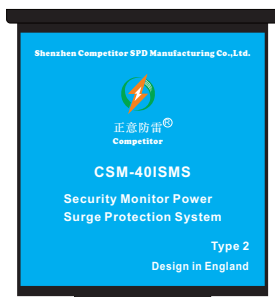 Shenzhen Competitor SPD Manufacturing Co.,Ltd.
正意防雷®
Competitor
CSM-40ISMS
Security Monitor Power
Surge Protection System
Type 2
Design in England